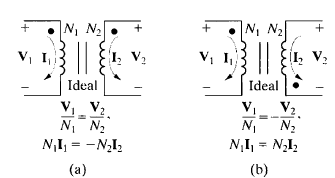 + N₁ N₂ + + N₁ N₂ +
V₁ I₁ I₂ V₂ V₁ I₁ I₂ V₂
− Ideal − − Ideal −
V₁/N₁ = V₂/N₂, V₁/N₁ = −V₂/N₂,
N₁I₁ = −N₂I₂ N₁I₁ = N₂I₂
(a) (b)